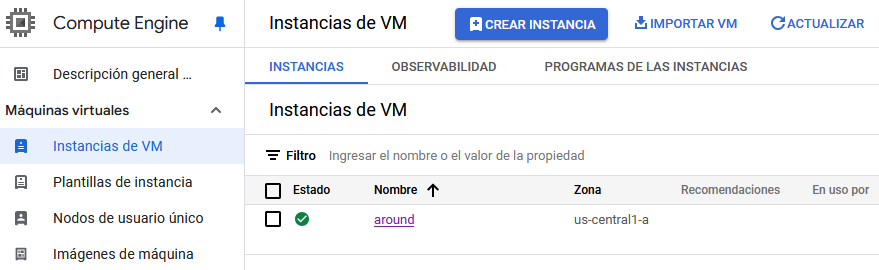 Compute Engine
Descripción general ...
Máquinas virtuales
Instancias de VM
Plantillas de instancia
Nodos de usuario único
Imágenes de máquina
Instancias de VM
CREAR INSTANCIA
IMPORTAR VM
ACTUALIZAR
INSTANCIAS
OBSERVABILIDAD
PROGRAMAS DE LAS INSTANCIAS
Instancias de VM
Filtro Ingresar el nombre o el valor de la propiedad
Estado Nombre Zona Recomendaciones En uso por
around us-central1-a